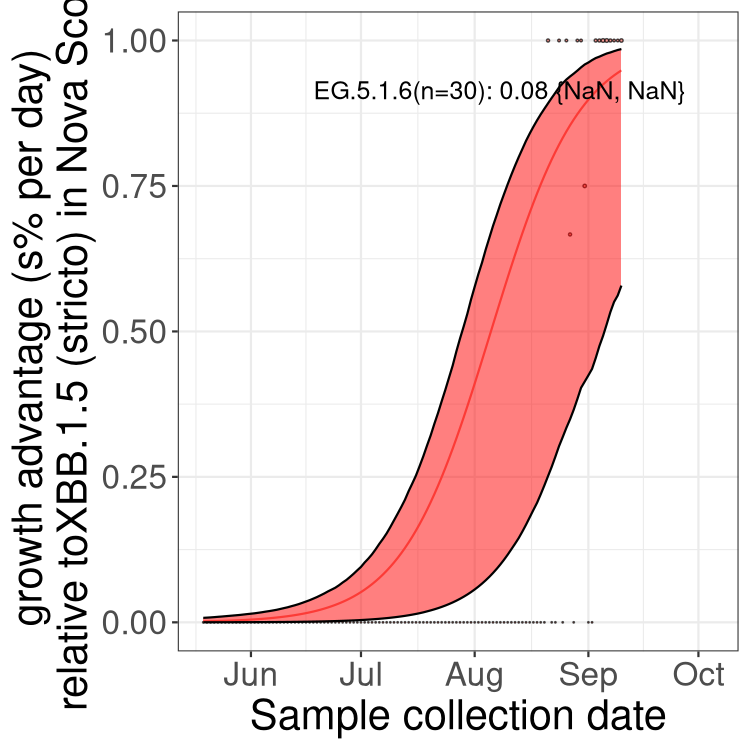 growth advantage (s% per day)
relative toXBB.1.5 (stricto) in Nova Sco
1.00
0.75
0.50
0.25
0.00
EG.5.1.6(n=30): 0.08 {NaN, NaN}
Jun Jul Aug Sep Oct
Sample collection date